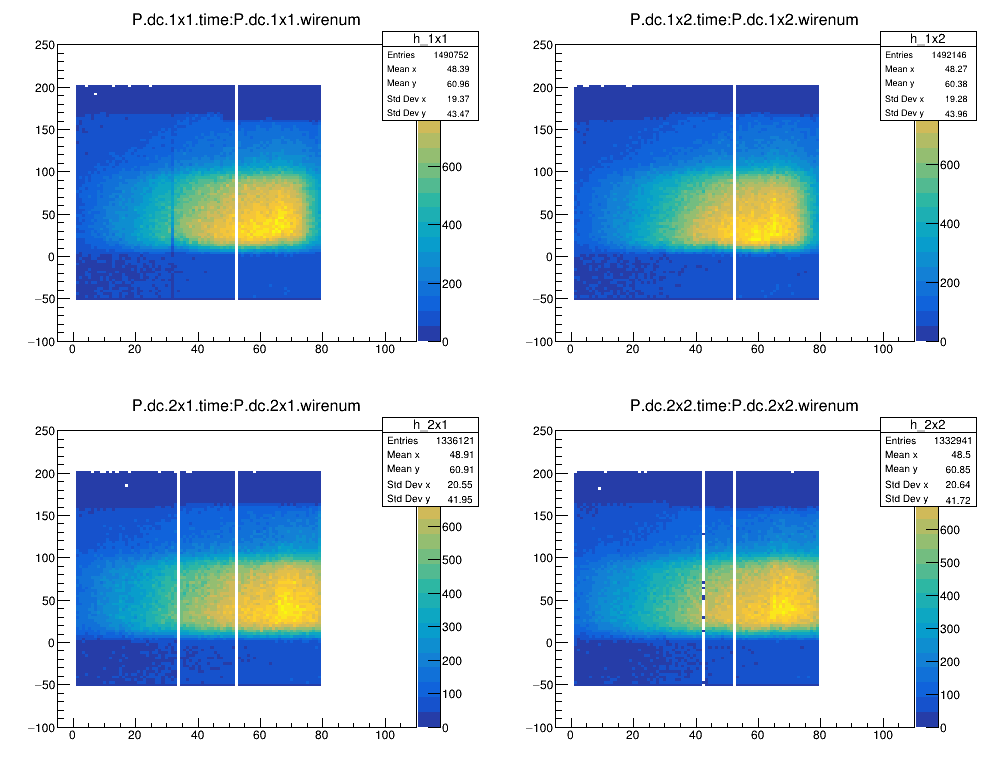 P.dc.1x1.time:P.dc.1x1.wirenum
h_1x1
Entries 1490752
Mean x 48.39
Mean y 60.96
Std Dev x 19.37
Std Dev y 43.47
250
200
150
100
50
0
−50
−100
0 20 40 60 80 100
600
400
200
0
P.dc.1x2.time:P.dc.1x2.wirenum
h_1x2
Entries 1492146
Mean x 48.27
Mean y 60.38
Std Dev x 19.28
Std Dev y 43.96
250
200
150
100
50
0
−50
−100
0 20 40 60 80 100
600
400
200
0
P.dc.2x1.time:P.dc.2x1.wirenum
h_2x1
Entries 1336121
Mean x 48.91
Mean y 60.91
Std Dev x 20.55
Std Dev y 41.95
250
200
150
100
50
0
−50
−100
0 20 40 60 80 100
600
500
400
300
200
100
0
P.dc.2x2.time:P.dc.2x2.wirenum
h_2x2
Entries 1332941
Mean x 48.5
Mean y 60.85
Std Dev x 20.64
Std Dev y 41.72
250
200
150
100
50
0
−50
−100
0 20 40 60 80 100
600
500
400
300
200
100
0